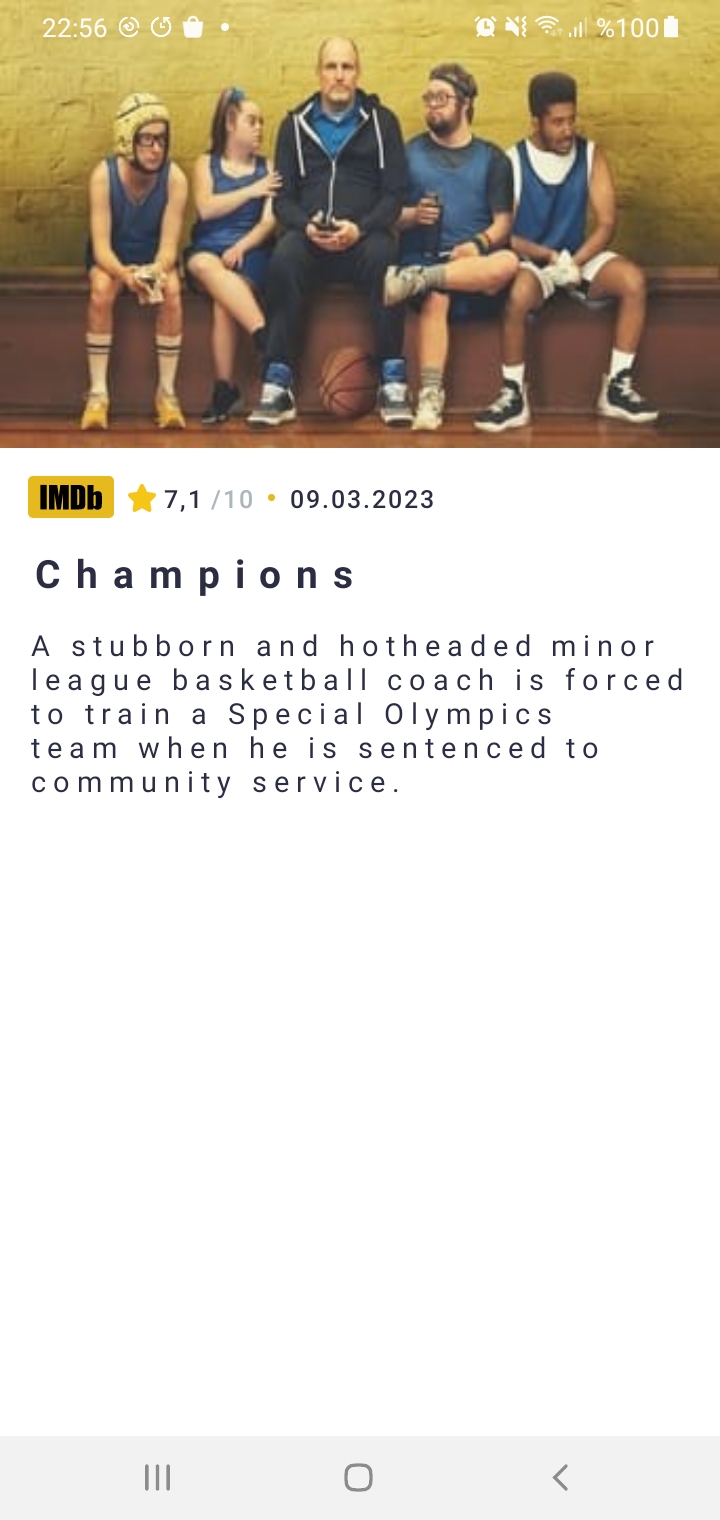 22:56 %100
IMDb 7,1 /10 • 09.03.2023
Champions
A stubborn and hotheaded minor
league basketball coach is forced
to train a Special Olympics
team when he is sentenced to
community service.